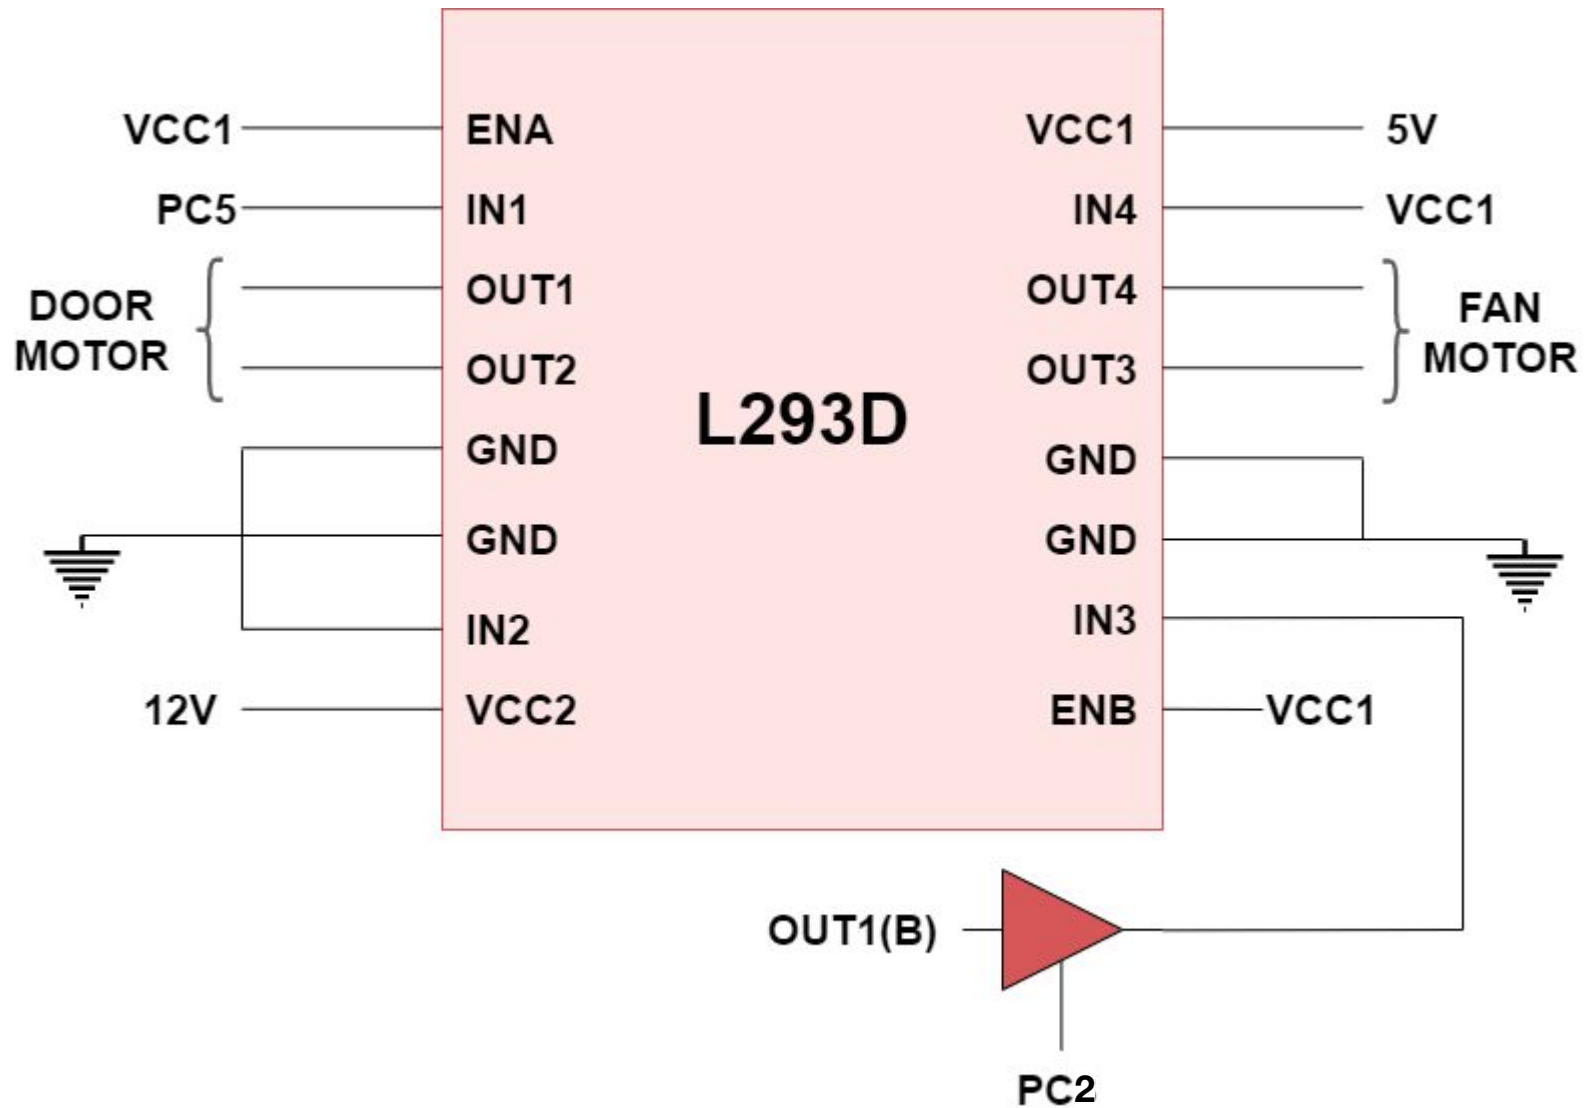 VCC1
ENA
VCC1
5V
PC5
IN1
IN4
VCC1
DOOR
MOTOR
OUT1
OUT4
FAN
MOTOR
OUT2
OUT3
L293D
GND
GND
GND
GND
IN2
IN3
12V
VCC2
ENB
VCC1
OUT1(B)
PC2